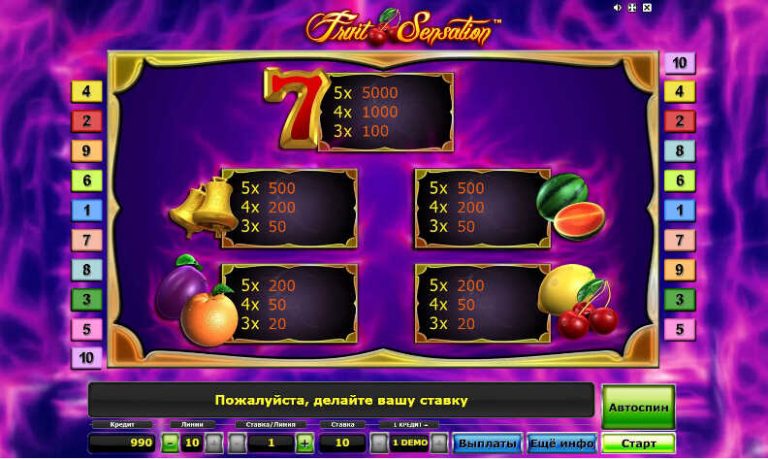 Fruit Sensation™
10
4
2
9
6
1
7
8
3
5
10
5x 5000
4x 1000
3x 100
5x 500
4x 200
3x 50
5x 500
4x 200
3x 50
5x 200
4x 50
3x 20
5x 200
4x 50
3x 20
4
2
8
6
1
7
9
3
5
Пожалуйста, делайте вашу ставку
Автоспин
Кредит Линии Ставка/Линия Ставка 1 КРЕДИТ =
990 - 10 1 + 10 1 DEMO Выплаты Ещё инфо Старт